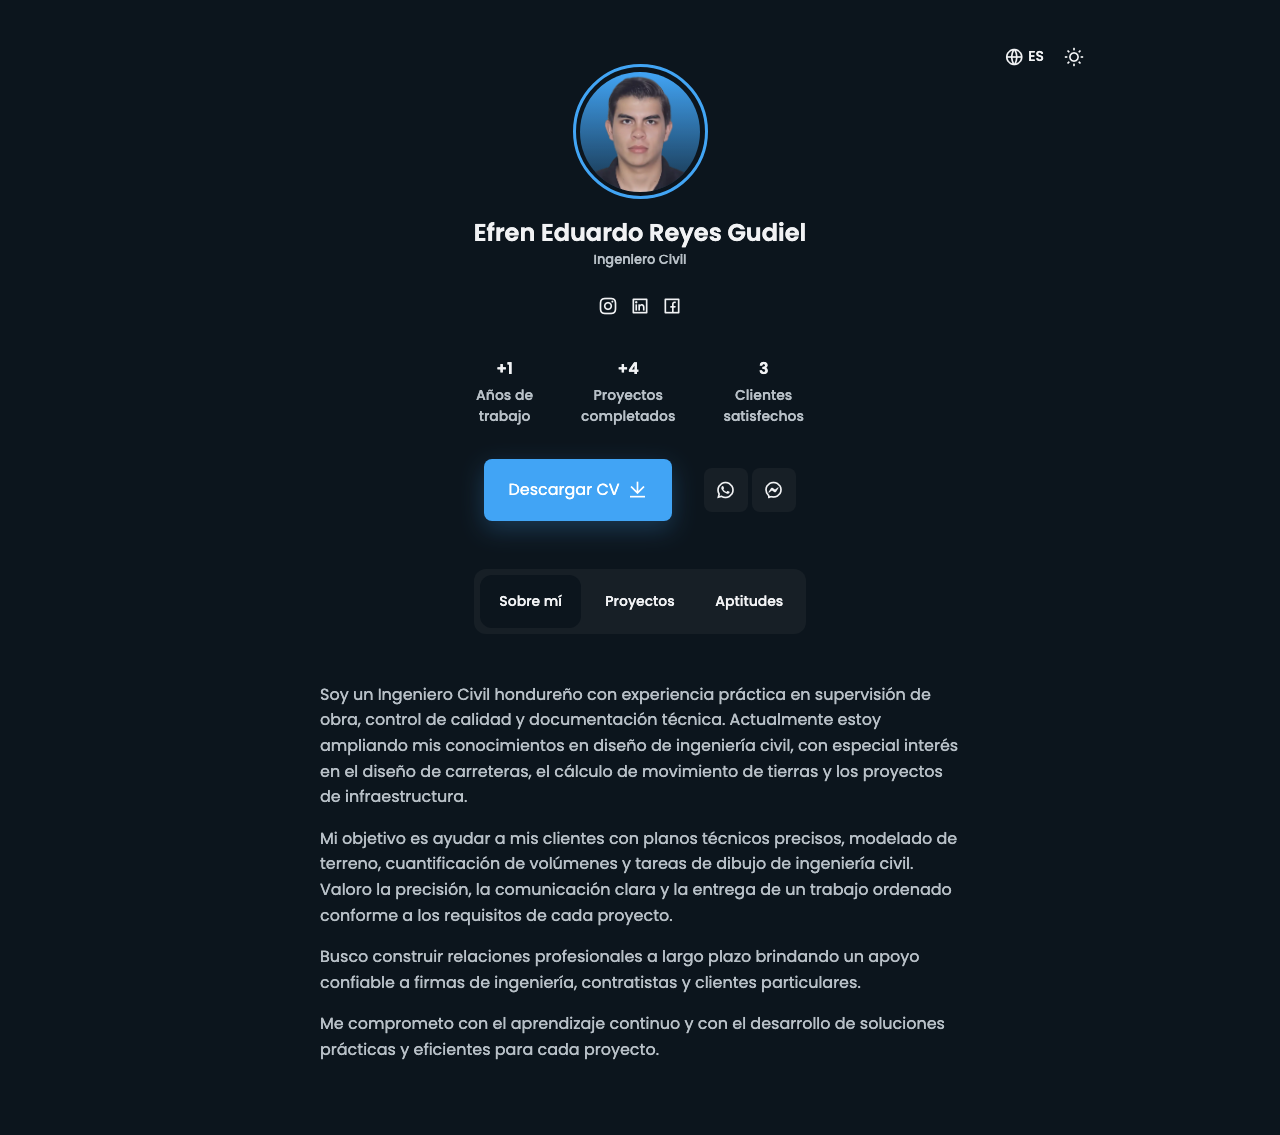 ES
Efren Eduardo Reyes Gudiel
Ingeniero Civil
+1
Años de
trabajo
+4
Proyectos
completados
3
Clientes
satisfechos
Descargar CV
Sobre mí
Proyectos
Aptitudes
Soy un Ingeniero Civil hondureño con experiencia práctica en supervisión de
obra, control de calidad y documentación técnica. Actualmente estoy
ampliando mis conocimientos en diseño de ingeniería civil, con especial interés
en el diseño de carreteras, el cálculo de movimiento de tierras y los proyectos
de infraestructura.
Mi objetivo es ayudar a mis clientes con planos técnicos precisos, modelado de
terreno, cuantificación de volúmenes y tareas de dibujo de ingeniería civil.
Valoro la precisión, la comunicación clara y la entrega de un trabajo ordenado
conforme a los requisitos de cada proyecto.
Busco construir relaciones profesionales a largo plazo brindando un apoyo
confiable a firmas de ingeniería, contratistas y clientes particulares.
Me comprometo con el aprendizaje continuo y con el desarrollo de soluciones
prácticas y eficientes para cada proyecto.